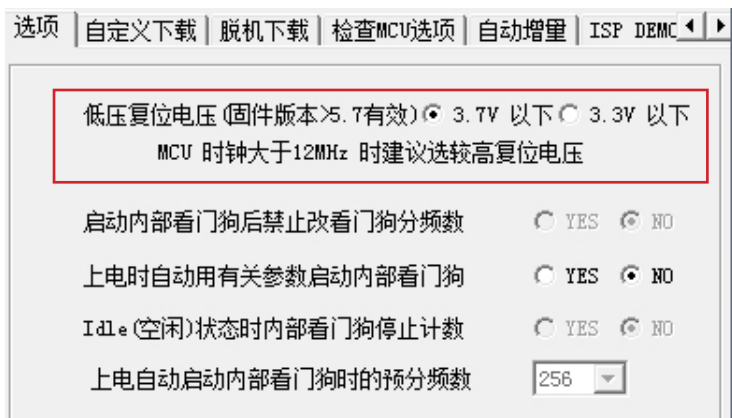 选项 自定义下载 脱机下载 检查MCU选项 自动增量 ISP DEMO
低压复位电压(固件版本>5.7有效) 3.7V 以下 3.3V 以下
MCU 时钟大于12MHz 时建议选较高复位电压
启动内部看门狗后禁止改看门狗分频数 YES NO
上电时自动用有关参数启动内部看门狗 YES NO
Idle(空闲)状态时内部看门狗停止计数 YES NO
上电自动启动内部看门狗时的预分频数 256